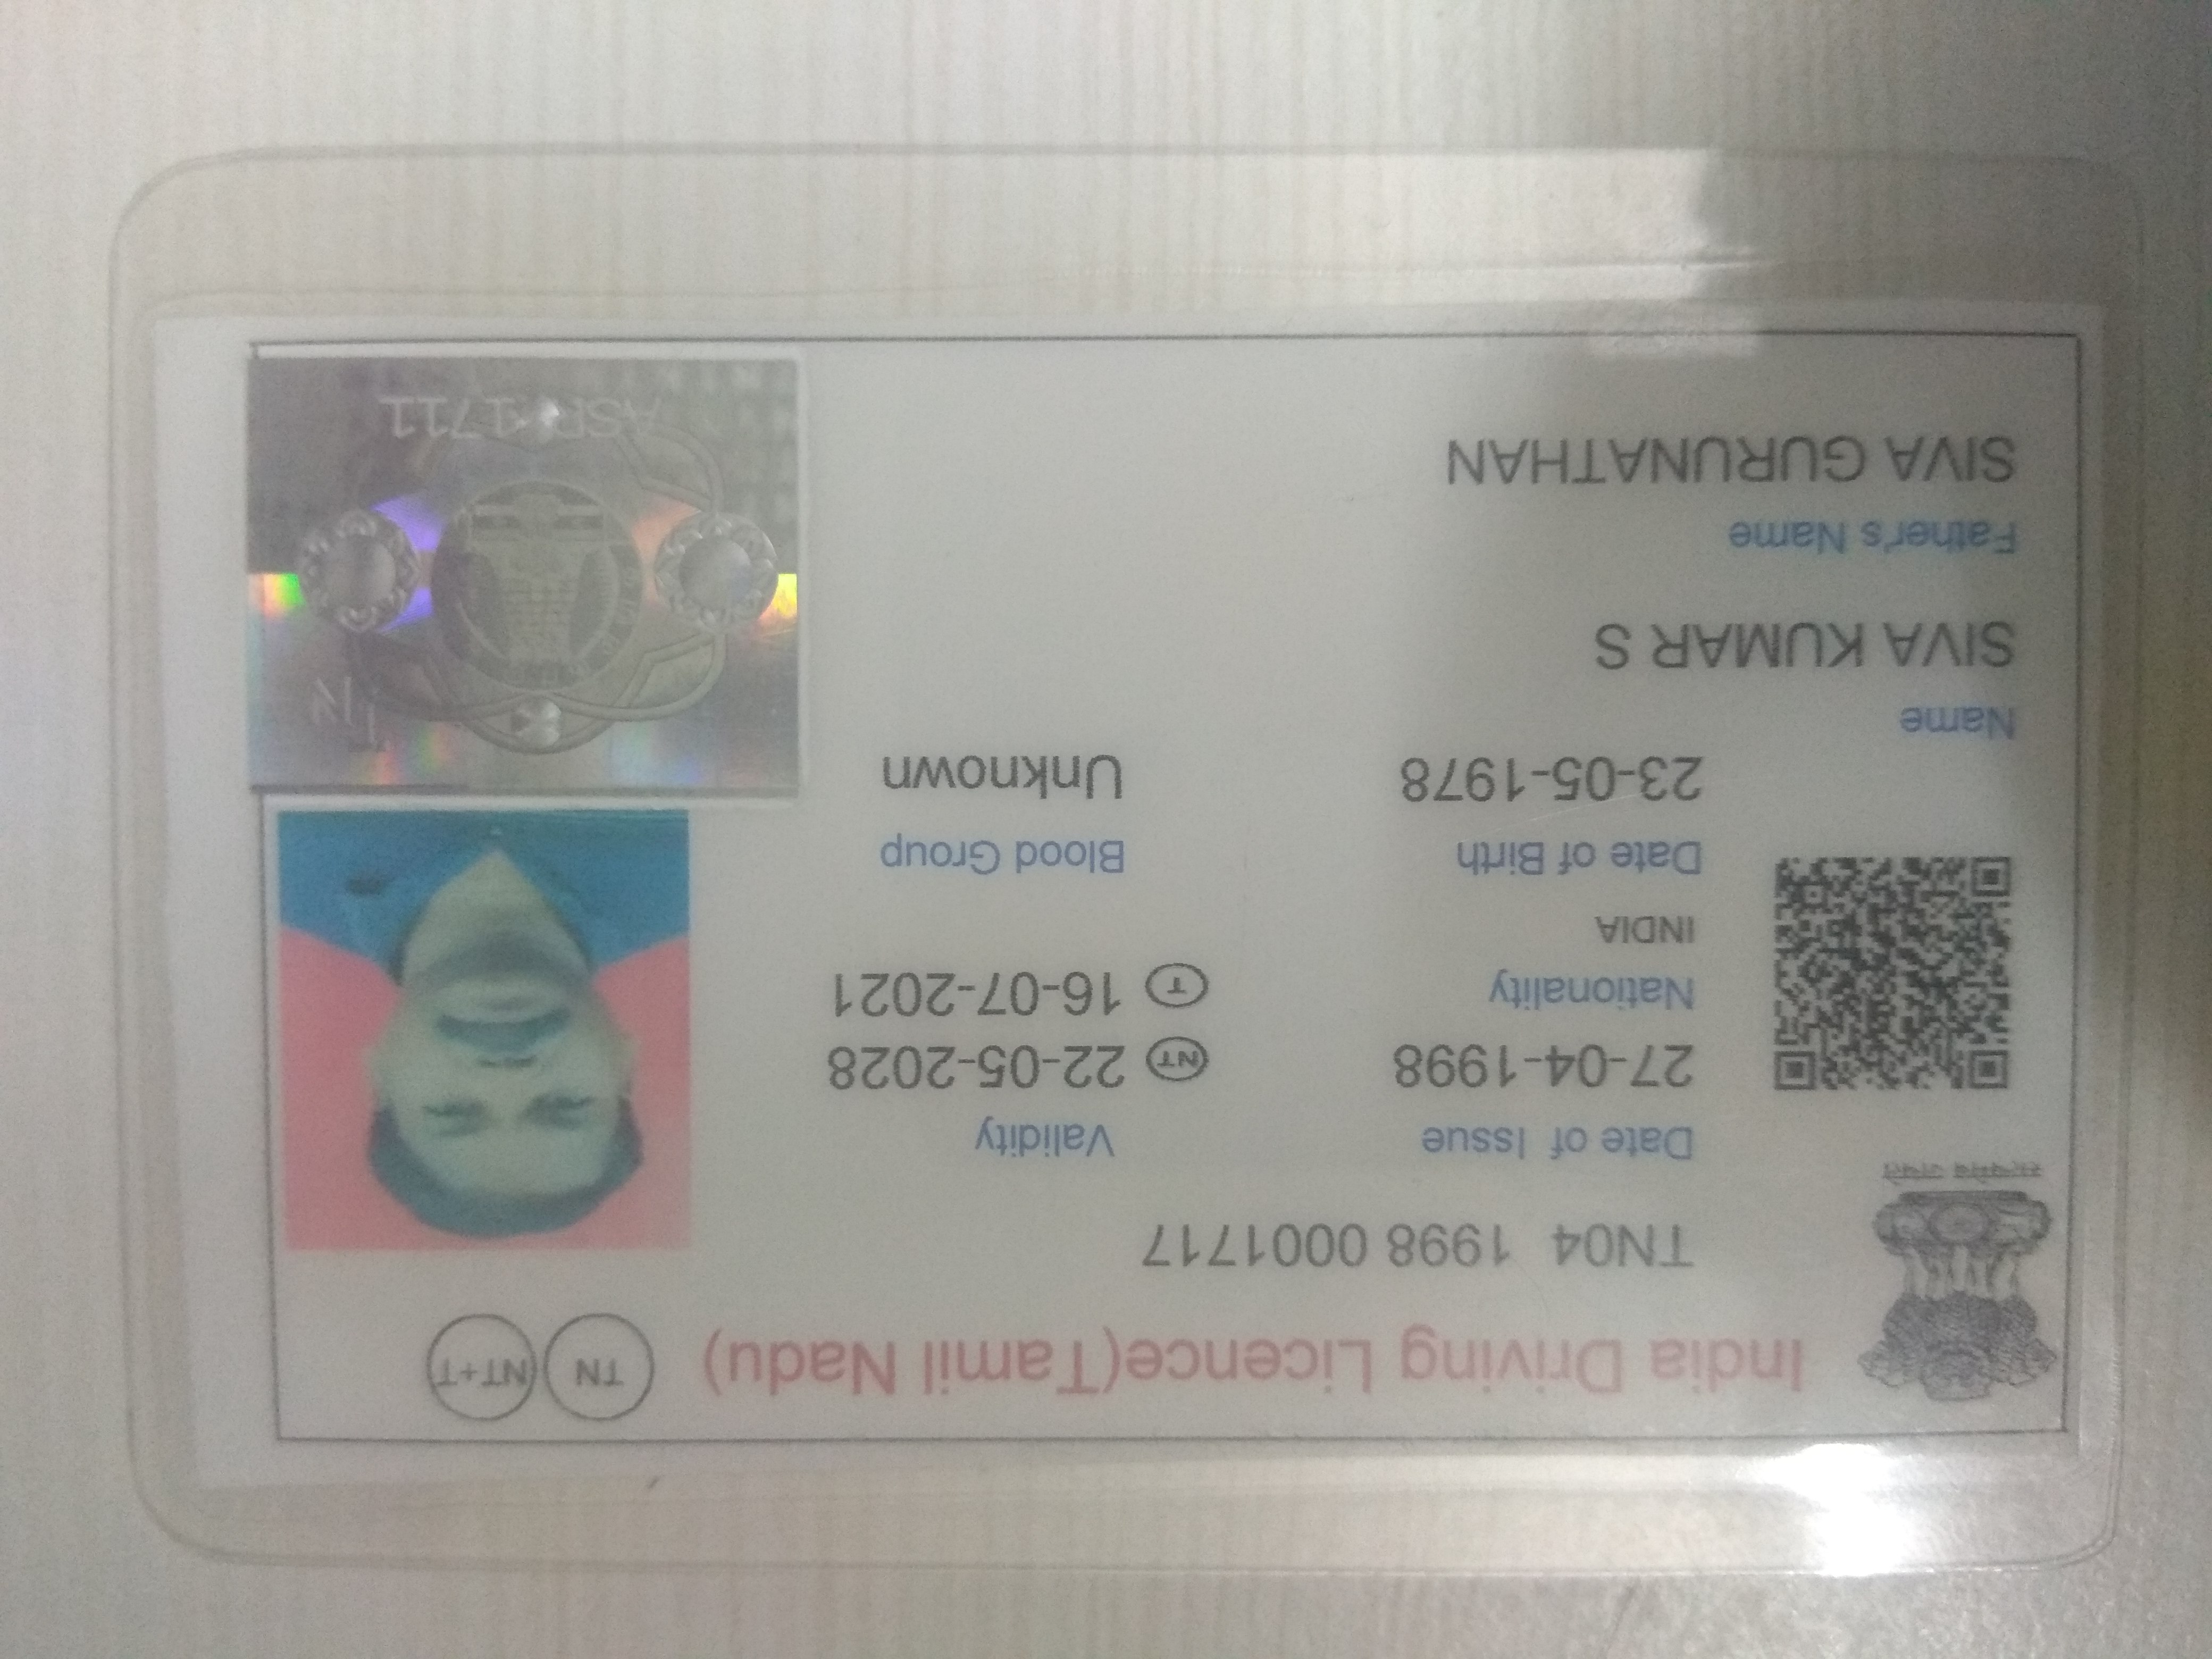 India Driving Licence(Tamil Nadu)
TN
NT+T
TN04 1998 0001717
Date of Issue
Validity
27-04-1998
NT 22-05-2028
T 16-07-2021
Nationality
INDIA
Date of Birth
Blood Group
23-05-1978
Unknown
Name
SIVA KUMAR S
Father's Name
SIVA GURUNATHAN
TN
1711